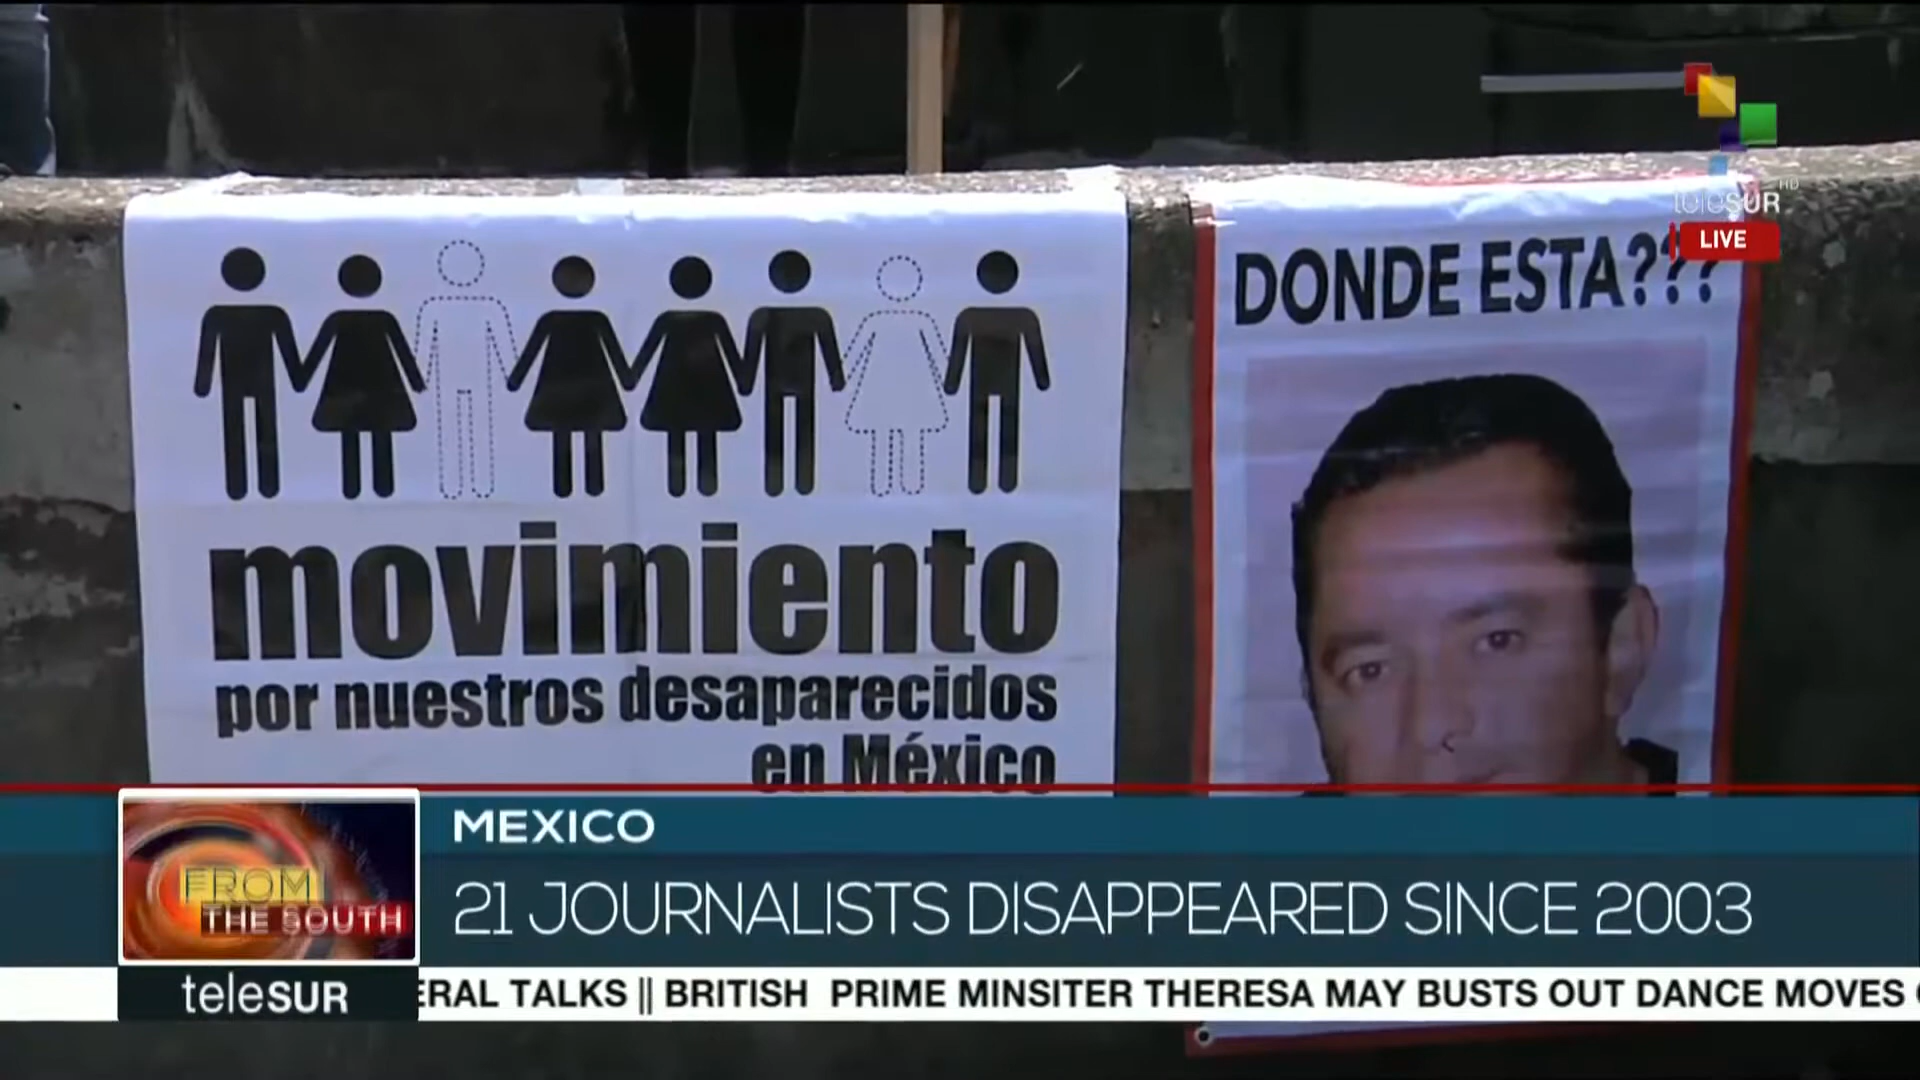 teleSUR HD
LIVE
DONDE ESTA???
movimiento
por nuestros desaparecidos
en México
MEXICO
21 JOURNALISTS DISAPPEARED SINCE 2003
FROM
THE SOUTH
teleSUR
ERAL TALKS || BRITISH PRIME MINSITER THERESA MAY BUSTS OUT DANCE MOVES